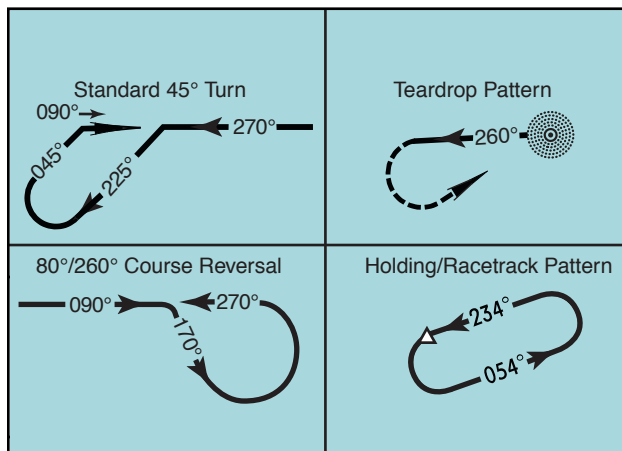 Standard 45° Turn
090°
270°
045°
225°
Teardrop Pattern
260°
80°/260° Course Reversal
090°
270°
170°
Holding/Racetrack Pattern
234°
054°